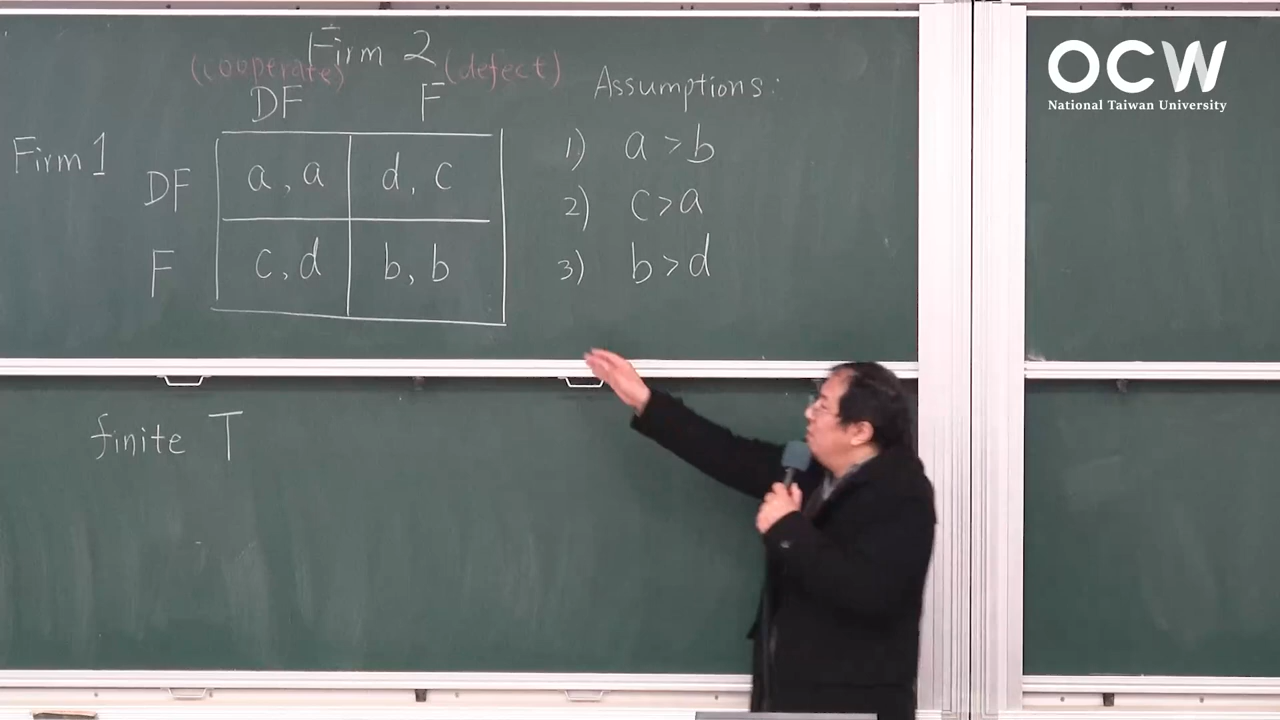 Firm 2
(cooperate) (defect)
DF F
Firm 1
DF a, a d, c
F c, d b, b
Assumptions:
1) a > b
2) c > a
3) b > d
finite T
OCW
National Taiwan University